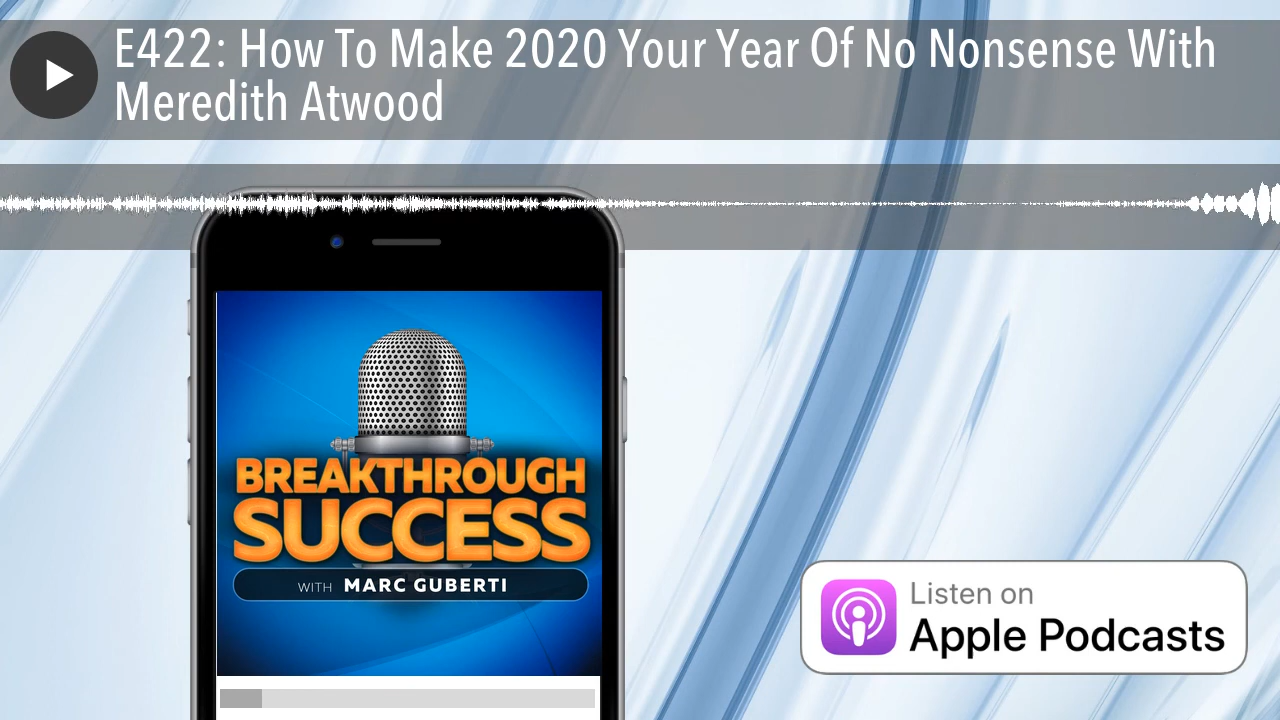 E422: How To Make 2020 Your Year Of No Nonsense With
Meredith Atwood
BREAKTHROUGH
SUCCESS
WITH MARC GUBERTI
Listen on
Apple Podcasts